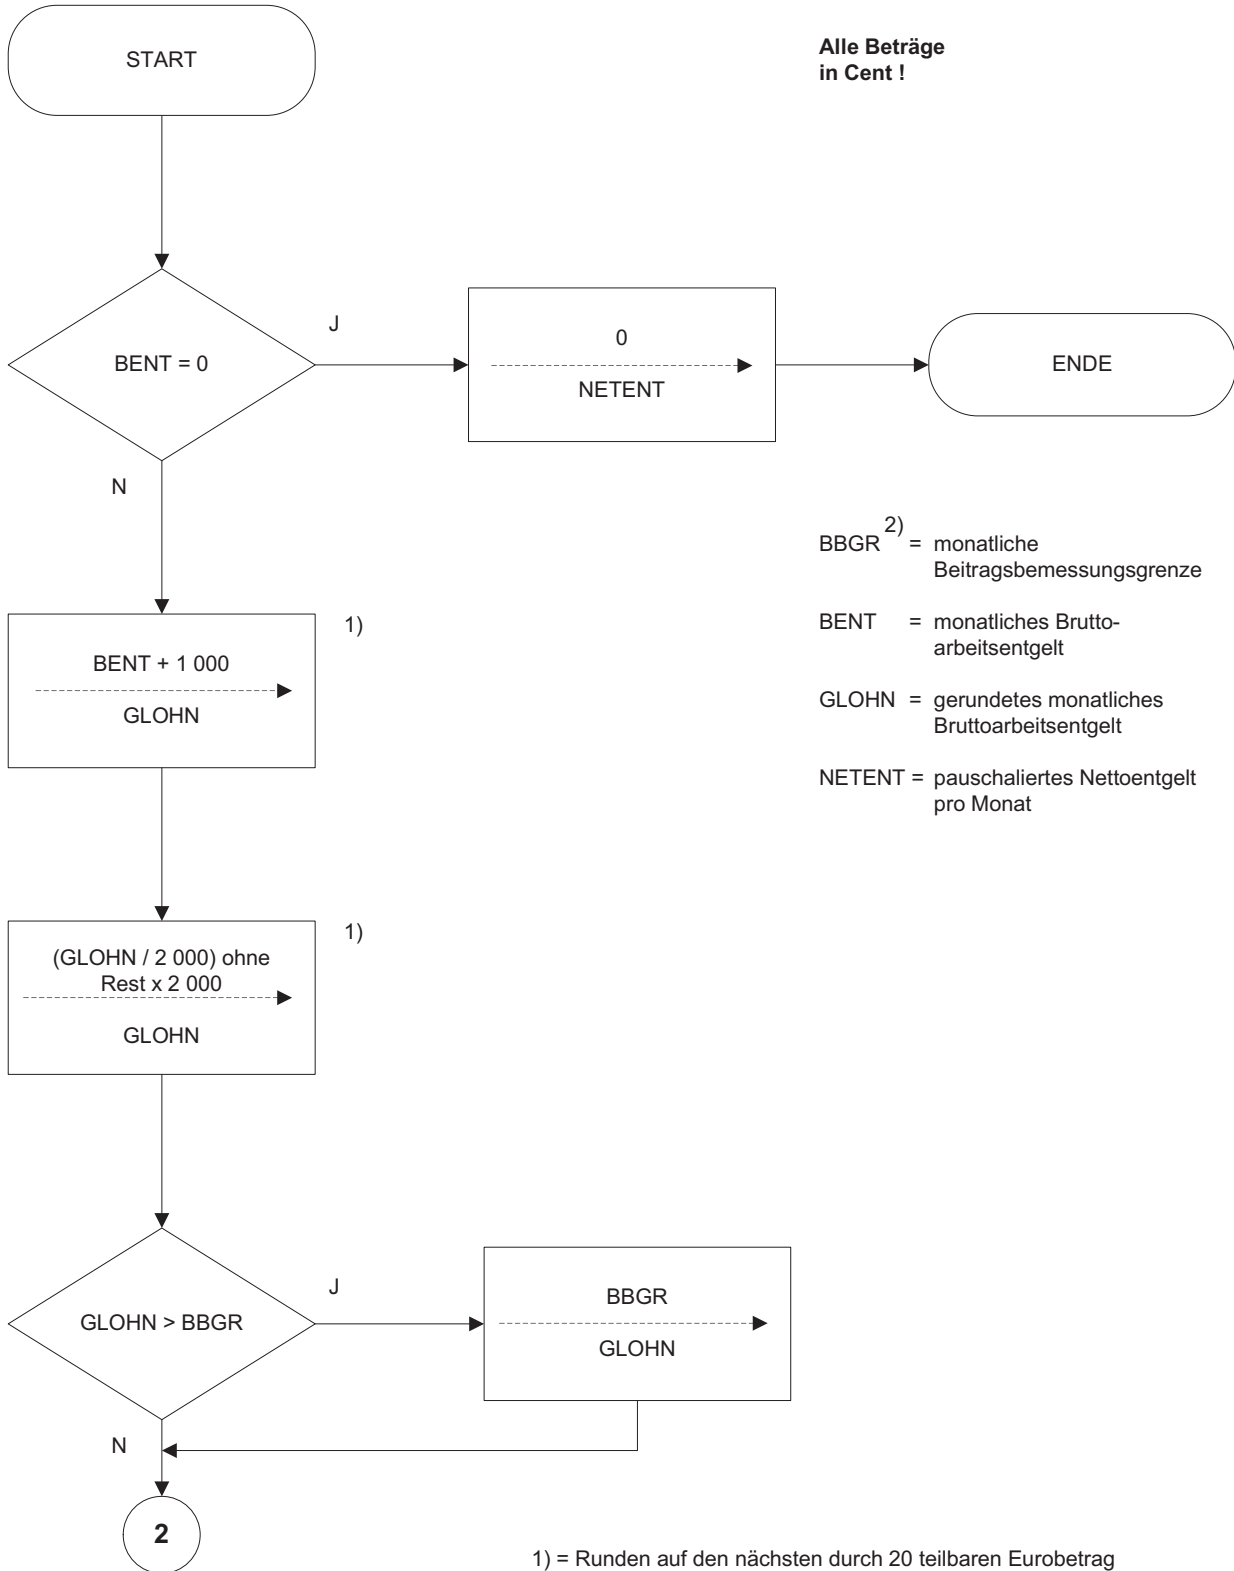 START
Alle Beträge
in Cent !
BENT = 0
J
0
NETENT
ENDE
N
BBGR 2) = monatliche
Beitragsbemessungsgrenze
BENT = monatliches Brutto-
arbeitsentgelt
GLOHN = gerundetes monatliches
Bruttoarbeitsentgelt
NETENT = pauschaliertes Nettoentgelt
pro Monat
1)
BENT + 1 000
GLOHN
1)
(GLOHN / 2 000) ohne
Rest x 2 000
GLOHN
GLOHN > BBGR
J
BBGR
GLOHN
N
2
1) = Runden auf den nächsten durch 20 teilbaren Eurobetrag